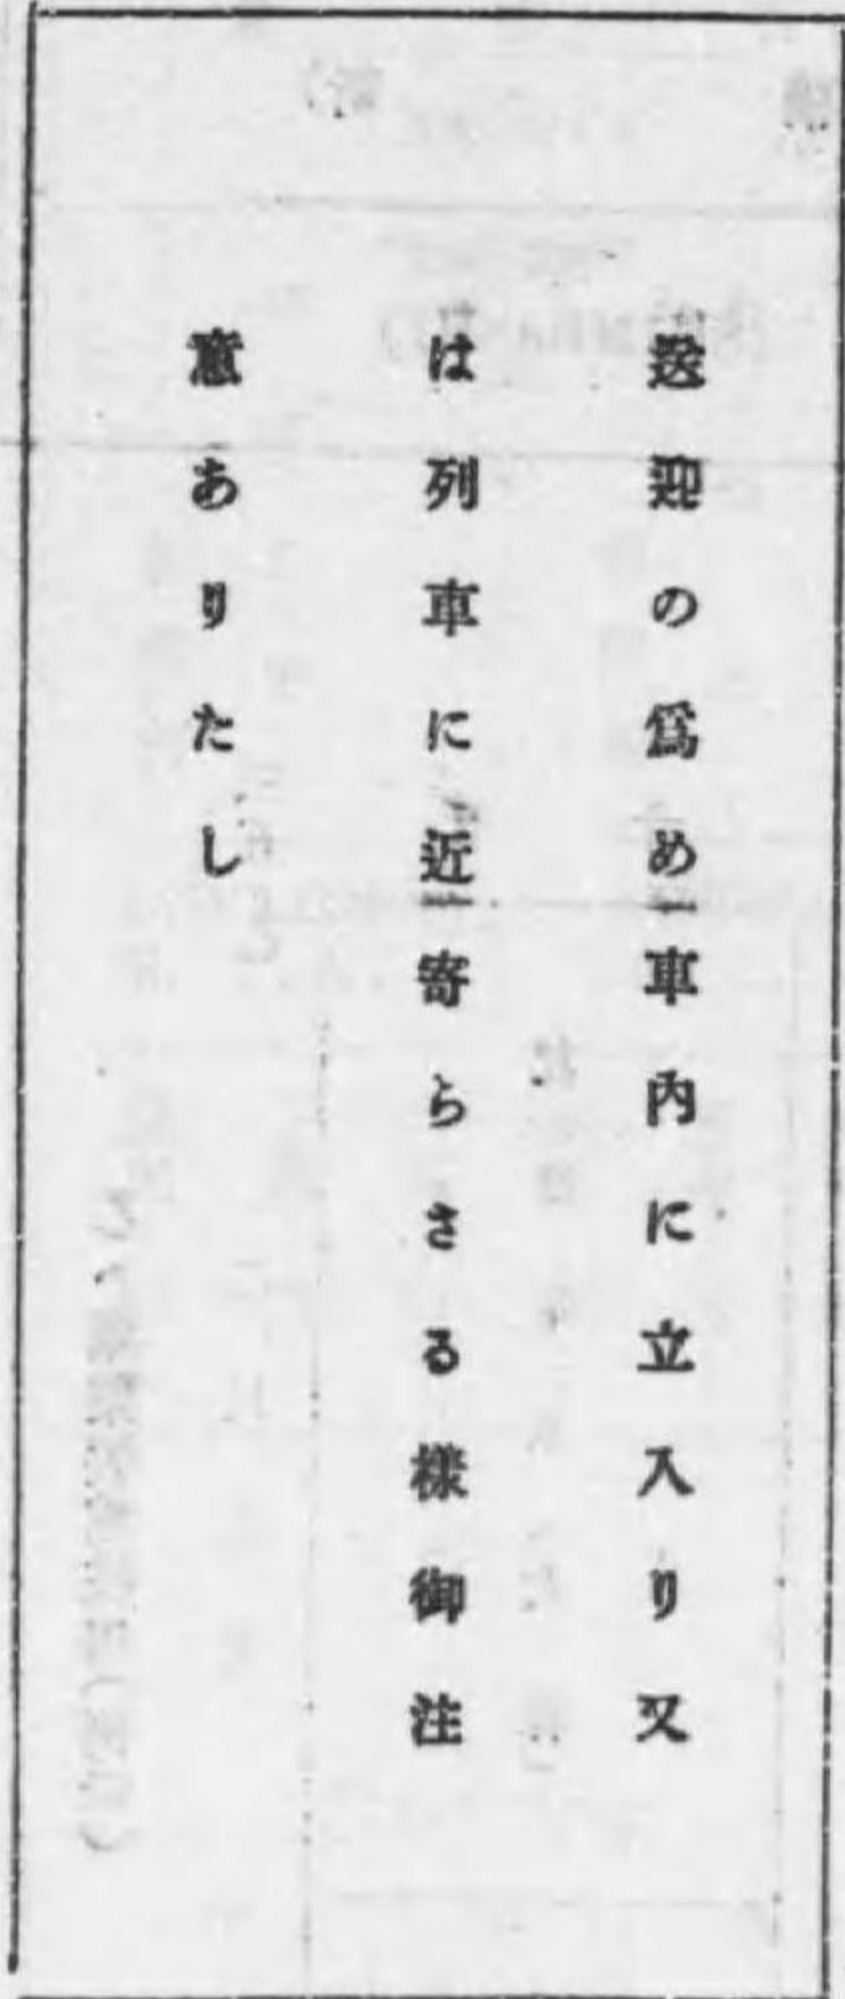 送迎の爲め車内に立入り又
は列車に近寄らさる樣御注
意ありたし